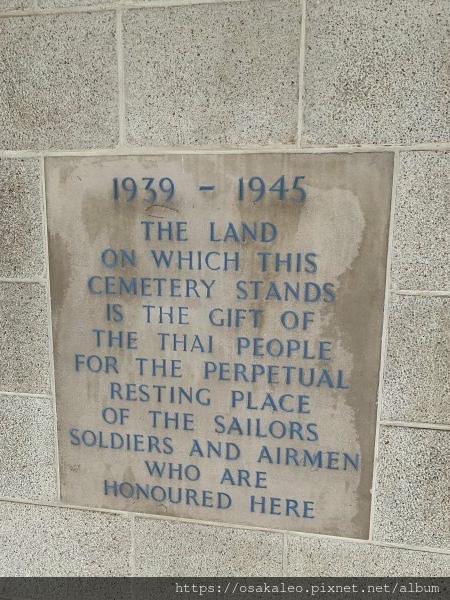 1939 - 1945
THE LAND
ON WHICH THIS
CEMETERY STANDS
IS THE GIFT OF
THE THAI PEOPLE
FOR THE PERPETUAL
RESTING PLACE
OF THE SAILORS
SOLDIERS AND AIRMEN
WHO ARE
HONOURED HERE
https://osakaleo.pixnet.net/album